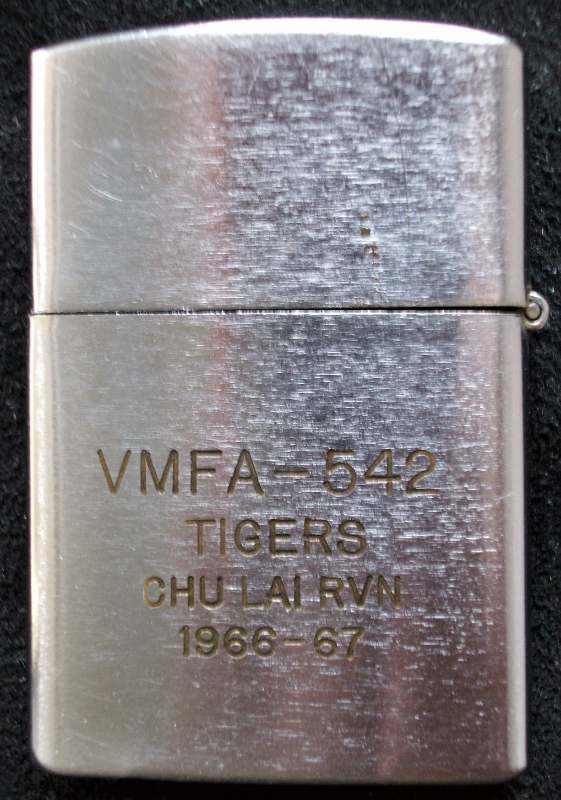 VMFA-542
TIGERS
CHU LAI RVN
1966-67